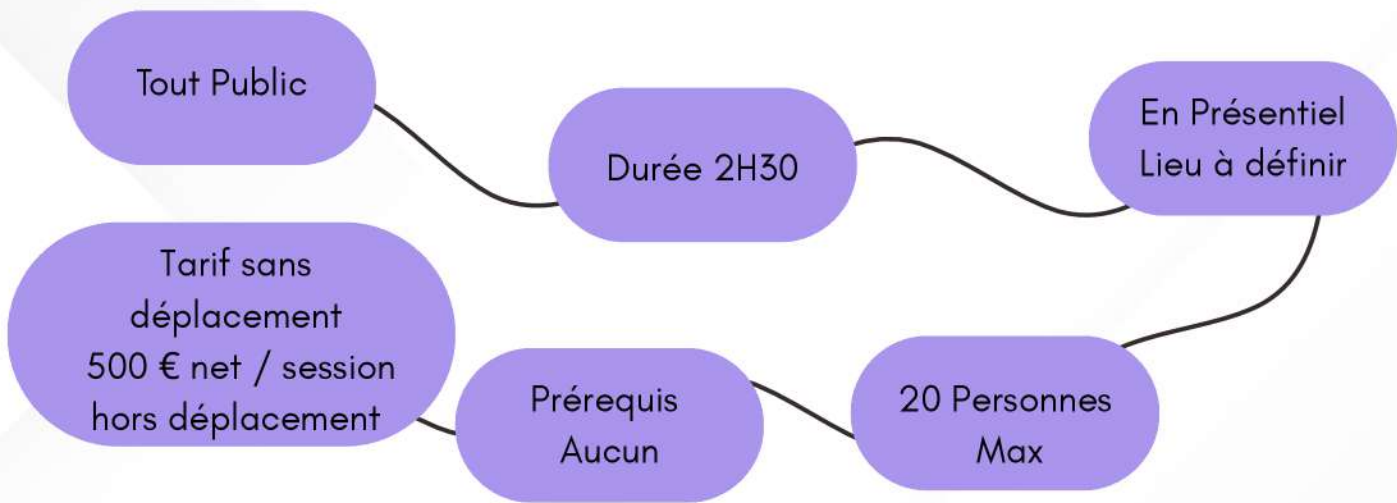 Tout Public
Durée 2H30
En Présentiel
Lieu à définir
20 Personnes
Max
Prérequis
Aucun
Tarif sans
déplacement
500 € net / session
hors déplacement